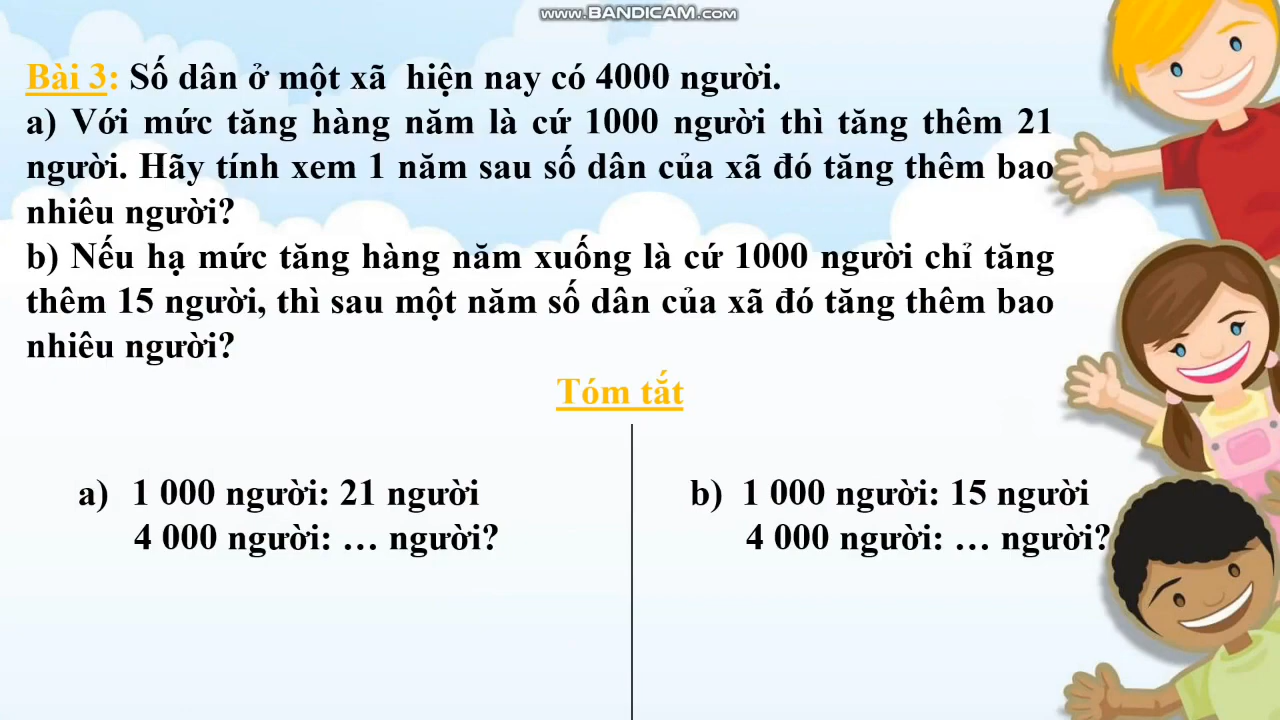 www.BANDICAM.com
Bài 3: Số dân ở một xã hiện nay có 4000 người.
a) Với mức tăng hàng năm là cứ 1000 người thì tăng thêm 21
người. Hãy tính xem 1 năm sau số dân của xã đó tăng thêm bao
nhiêu người?
b) Nếu hạ mức tăng hàng năm xuống là cứ 1000 người chỉ tăng
thêm 15 người, thì sau một năm số dân của xã đó tăng thêm bao
nhiêu người?
Tóm tắt
a) 1 000 người: 21 người
4 000 người: … người?
b) 1 000 người: 15 người
4 000 người: … người?